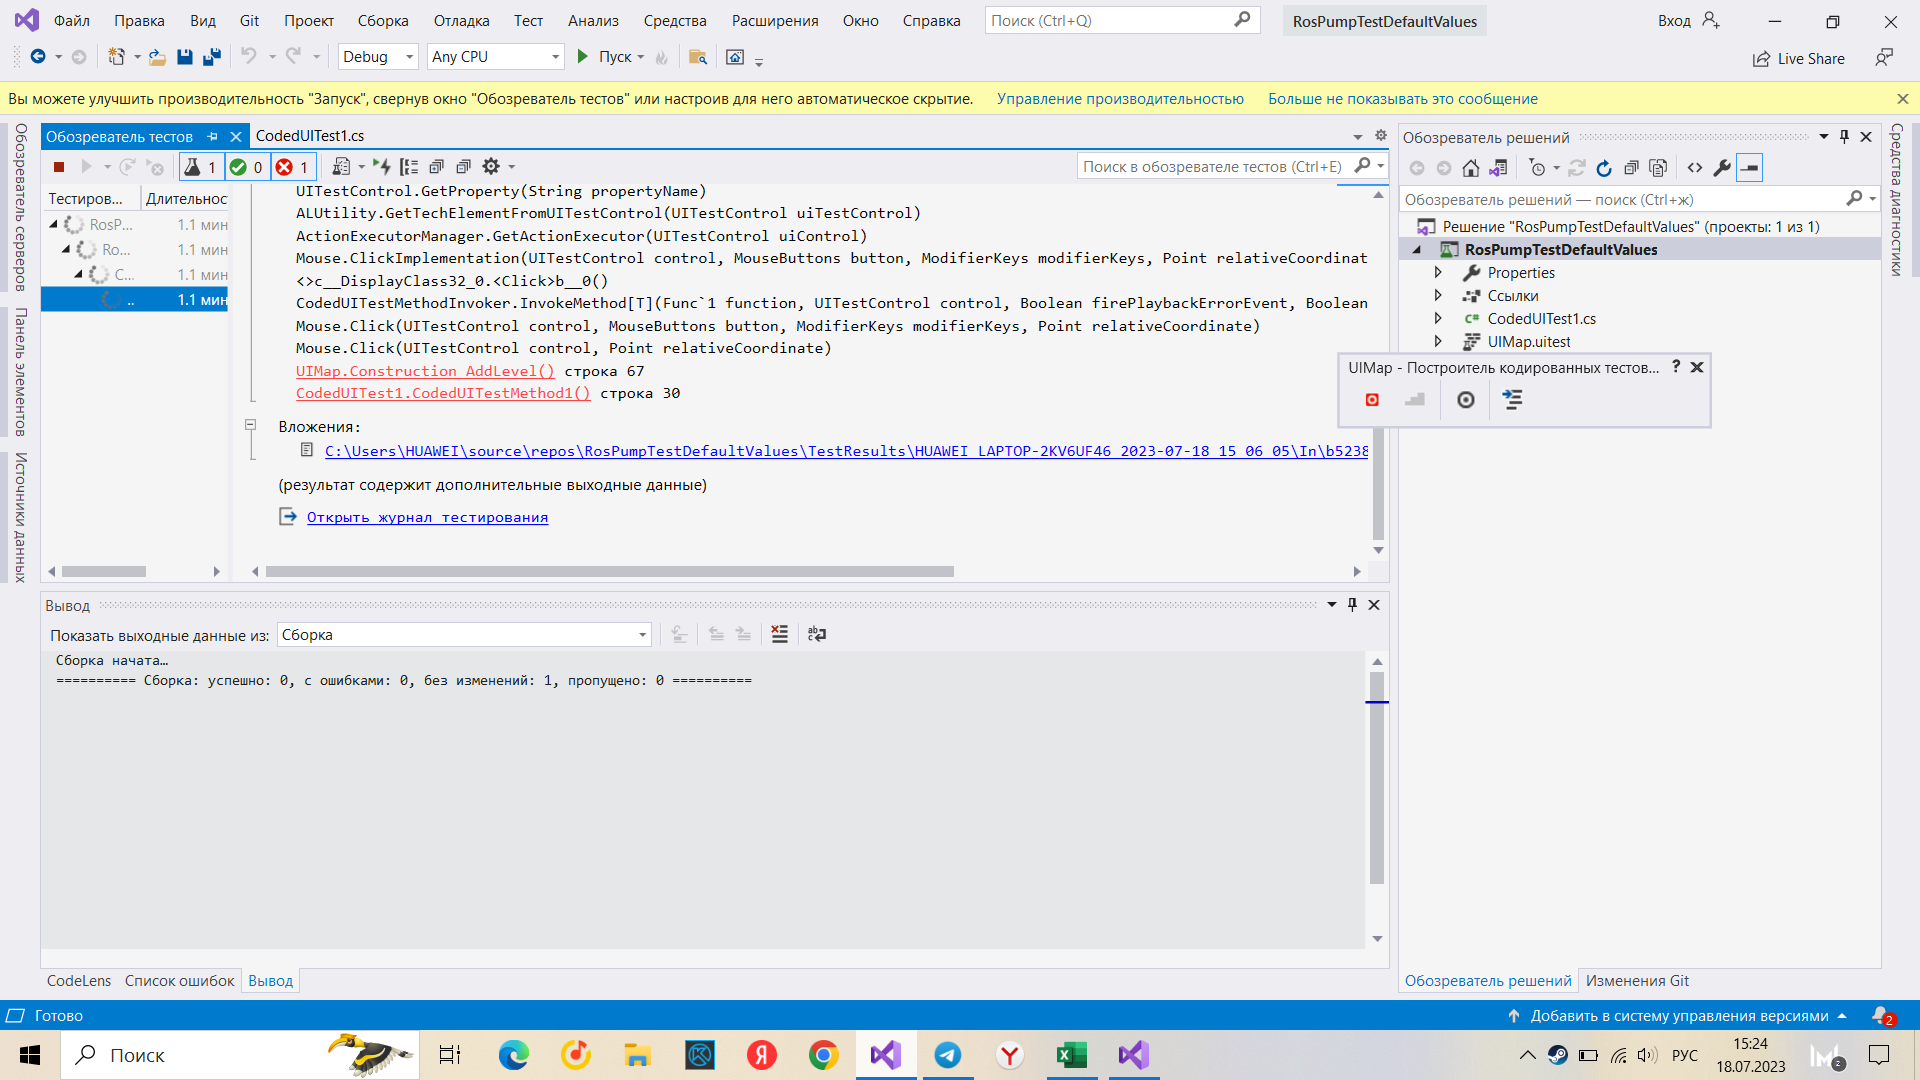 Файл Правка Вид Git Проект Сборка Отладка Тест Анализ Средства Расширения Окно Справка Поиск (Ctrl+Q) RosPumpTestDefaultValues Вход
Debug Any CPU Пуск Live Share
Вы можете улучшить производительность "Запуск", свернув окно "Обозреватель тестов" или настроив для него автоматическое скрытие. Управление производительностью Больше не показывать это сообщение
Обозреватель серверов
Панель элементов
Источники данных
Обозреватель тестов CodedUITest1.cs
1 0 1 Поиск в обозревателе тестов (Ctrl+E)
Тестиров... Длительнос
RosP... 1.1 мин
Ro... 1.1 мин
C... 1.1 мин
.. 1.1 мин
UITestControl.GetProperty(String propertyName)
ALUtility.GetTechElementFromUITestControl(UITestControl uiTestControl)
ActionExecutorManager.GetActionExecutor(UITestControl uiControl)
Mouse.ClickImplementation(UITestControl control, MouseButtons button, ModifierKeys modifierKeys, Point relativeCoordinat
<>c__DisplayClass32_0.<Click>b__0()
CodedUITestMethodInvoker.InvokeMethod[T](Func`1 function, UITestControl control, Boolean firePlaybackErrorEvent, Boolean
Mouse.Click(UITestControl control, MouseButtons button, ModifierKeys modifierKeys, Point relativeCoordinate)
Mouse.Click(UITestControl control, Point relativeCoordinate)
UIMap.Construction_AddLevel() строка 67
CodedUITest1.CodedUITestMethod1() строка 30
Вложения:
C:\Users\HUAWEI\source\repos\RosPumpTestDefaultValues\TestResults\HUAWEI_LAPTOP-2KV6UF46_2023-07-18_15_06_05\In\b5238
(результат содержит дополнительные выходные данные)
Открыть журнал тестирования
Вывод
Показать выходные данные из: Сборка
Сборка начата…
========== Сборка: успешно: 0, с ошибками: 0, без изменений: 1, пропущено: 0 ==========
CodeLens Список ошибок Вывод
Обозреватель решений
Обозреватель решений — поиск (Ctrl+ж)
Решение "RosPumpTestDefaultValues" (проекты: 1 из 1)
RosPumpTestDefaultValues
Properties
Ссылки
CodedUITest1.cs
UIMap.uitest
UIMap - Построитель кодированных тестов...
Обозреватель решений Изменения Git
Средства диагностики
Готово Добавить в систему управления версиями 2
Поиск РУС 15:24
18.07.2023 2